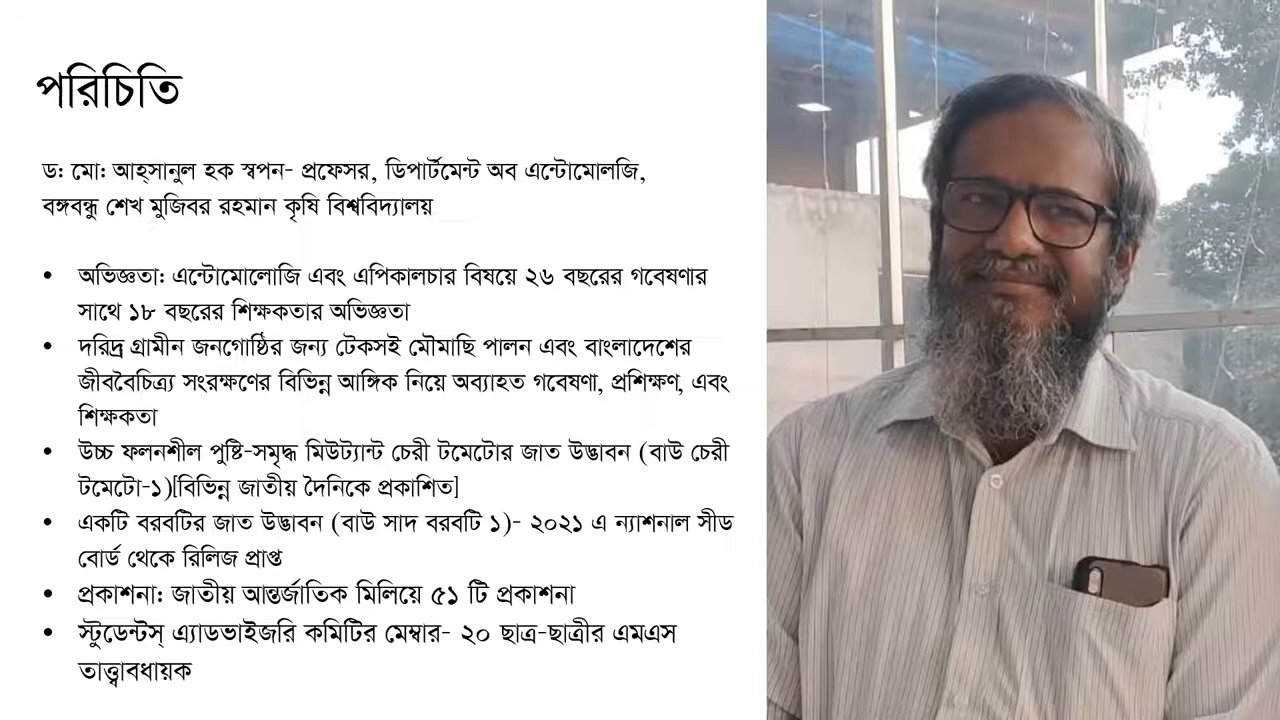 পরিচিতি
ড: মো: আহ্সানুল হক স্বপন- প্রফেসর, ডিপার্টমেন্ট অব এন্টোমোলজি,
বঙ্গবন্ধু শেখ মুজিবর রহমান কৃষি বিশ্ববিদ্যালয়
• অভিজ্ঞতা: এন্টোমোলোজি এবং এপিকালচার বিষয়ে ২৬ বছরের গবেষণার
সাথে ১৮ বছরের শিক্ষকতার অভিজ্ঞতা
• দরিদ্র গ্রামীন জনগোষ্ঠির জন্য টেকসই মৌমাছি পালন এবং বাংলাদেশের
জীববৈচিত্র্য সংরক্ষণের বিভিন্ন আঙ্গিক নিয়ে অব্যাহত গবেষণা, প্রশিক্ষণ, এবং
শিক্ষকতা
• উচ্চ ফলনশীল পুষ্টি-সমৃদ্ধ মিউট্যান্ট চেরী টমেটোর জাত উদ্ভাবন (বাউ চেরী
টমেটো-১)[বিভিন্ন জাতীয় দৈনিকে প্রকাশিত]
• একটি বরবটির জাত উদ্ভাবন (বাউ সাদ বরবটি ১)- ২০২১ এ ন্যাশনাল সীড
বোর্ড থেকে রিলিজ প্রাপ্ত
• প্রকাশনা: জাতীয় আন্তর্জাতিক মিলিয়ে ৫১ টি প্রকাশনা
• স্টুডেন্টস্ এ্যাডভাইজরি কমিটির মেম্বার- ২০ ছাত্র-ছাত্রীর এমএস
তাত্ত্বাবধায়ক